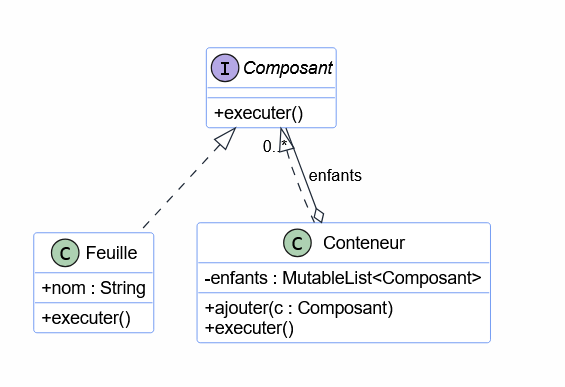 I Composant
+executer()
0..*
enfants
C Feuille
+nom : String
+executer()
C Conteneur
-enfants : MutableList<Composant>
+ajouter(c : Composant)
+executer()